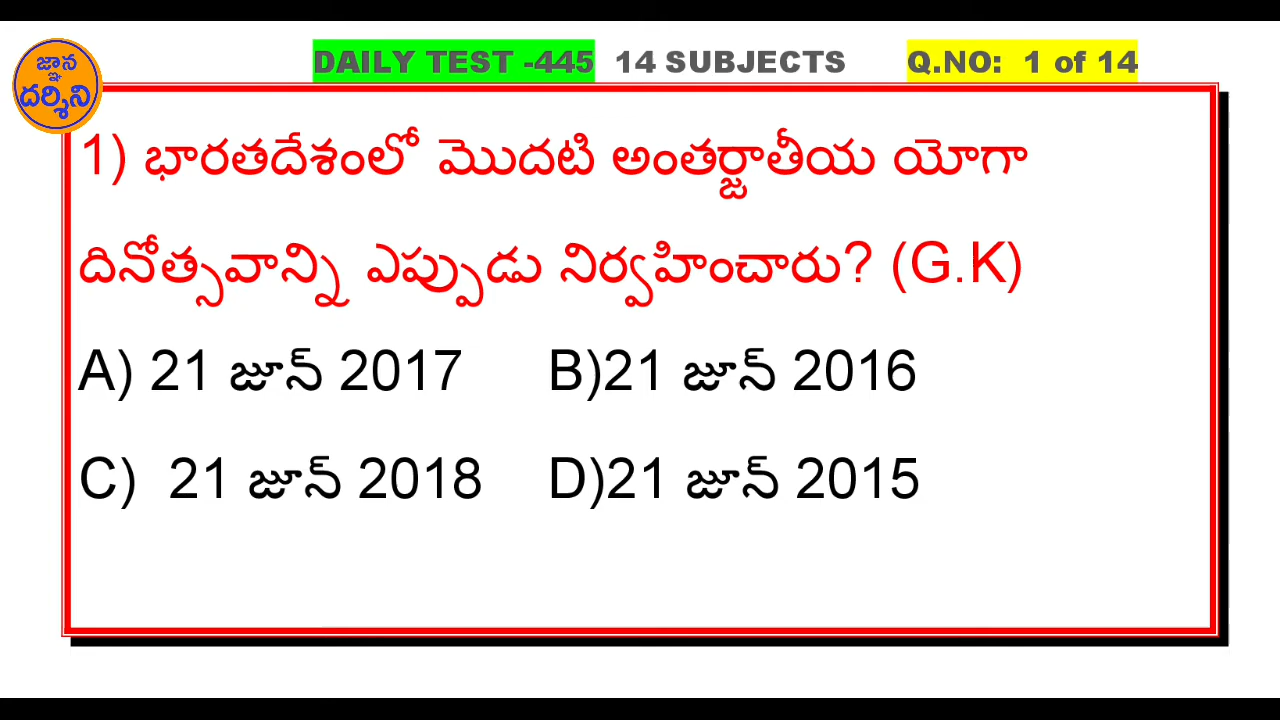 జ్ఞాన
దర్శిని
DAILY TEST -445 14 SUBJECTS Q.NO: 1 of 14
1) భారతదేశంలో మొదటి అంతర్జాతీయ యోగా
దినోత్సవాన్ని ఎప్పుడు నిర్వహించారు? (G.K)
A) 21 జూన్ 2017 B)21 జూన్ 2016
C) 21 జూన్ 2018 D)21 జూన్ 2015